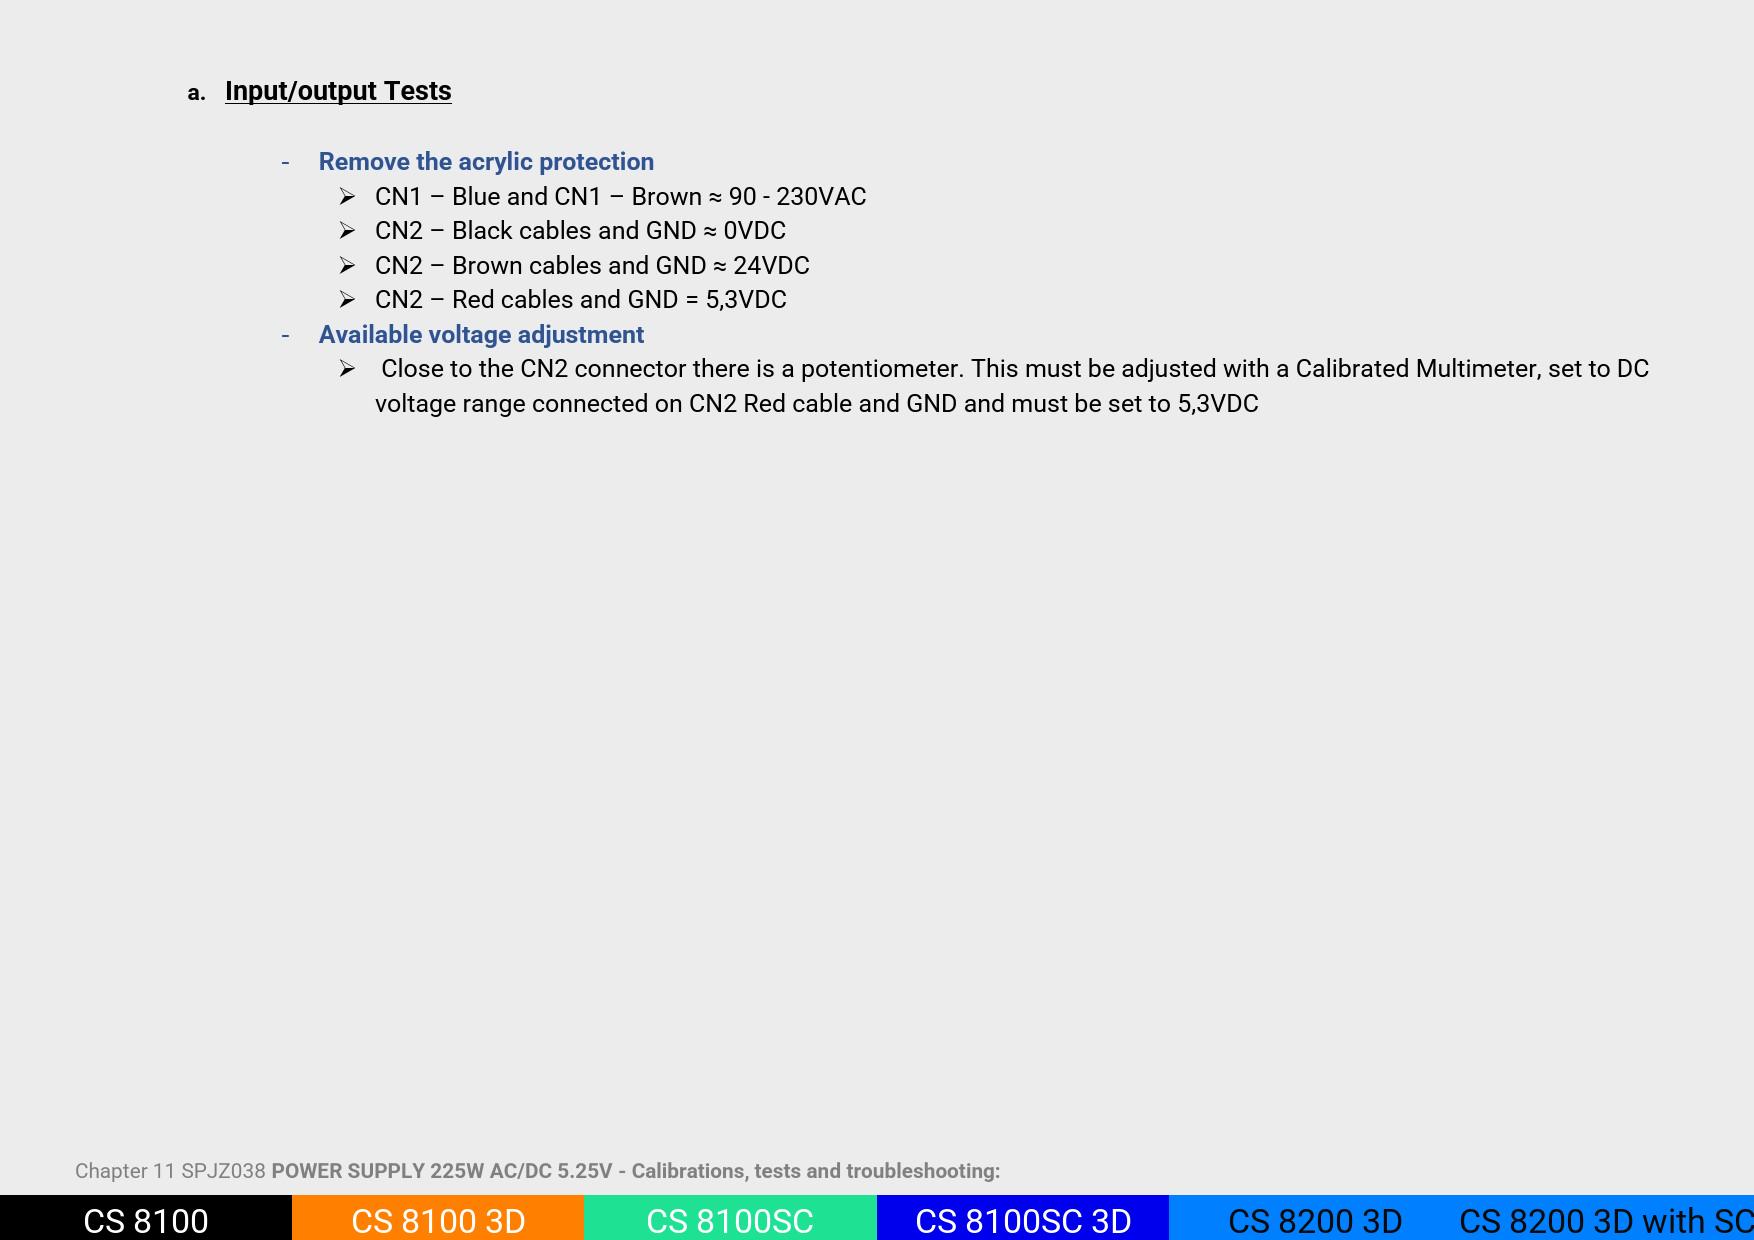 a. Input/output Tests
- Remove the acrylic protection
➢ CN1 – Blue and CN1 – Brown ≈ 90 - 230VAC
➢ CN2 – Black cables and GND ≈ 0VDC
➢ CN2 – Brown cables and GND ≈ 24VDC
➢ CN2 – Red cables and GND = 5,3VDC
- Available voltage adjustment
➢ Close to the CN2 connector there is a potentiometer. This must be adjusted with a Calibrated Multimeter, set to DC
voltage range connected on CN2 Red cable and GND and must be set to 5,3VDC
Chapter 11 SPJZ038 POWER SUPPLY 225W AC/DC 5.25V - Calibrations, tests and troubleshooting:
CS 8100 CS 8100 3D CS 8100SC CS 8100SC 3D CS 8200 3D CS 8200 3D with SC